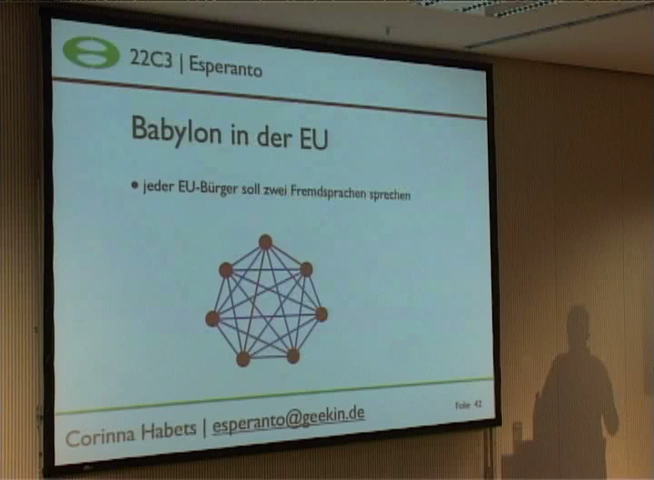 22C3 | Esperanto
Babylon in der EU
• jeder EU-Bürger soll zwei Fremdsprachen sprechen
Corinna Habets | esperanto@geekin.de
Folie 42